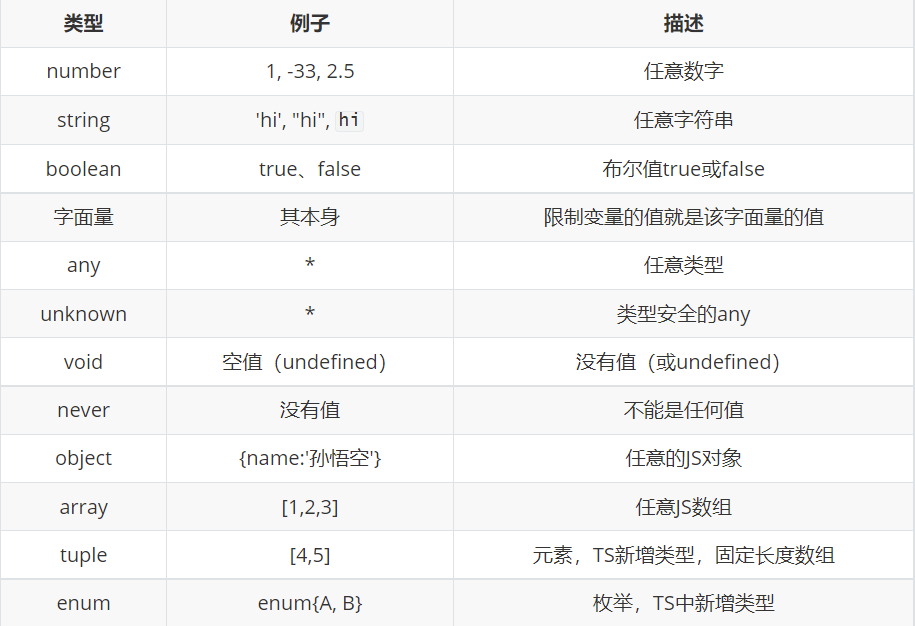 类型 例子 描述
number 1, -33, 2.5 任意数字
string 'hi', "hi", hi 任意字符串
boolean true、false 布尔值true或false
字面量 其本身 限制变量的值就是该字面量的值
any * 任意类型
unknown * 类型安全的any
void 空值（undefined） 没有值（或undefined）
never 没有值 不能是任何值
object {name:'孙悟空'} 任意的JS对象
array [1,2,3] 任意JS数组
tuple [4,5] 元素，TS新增类型，固定长度数组
enum enum{A, B} 枚举，TS中新增类型